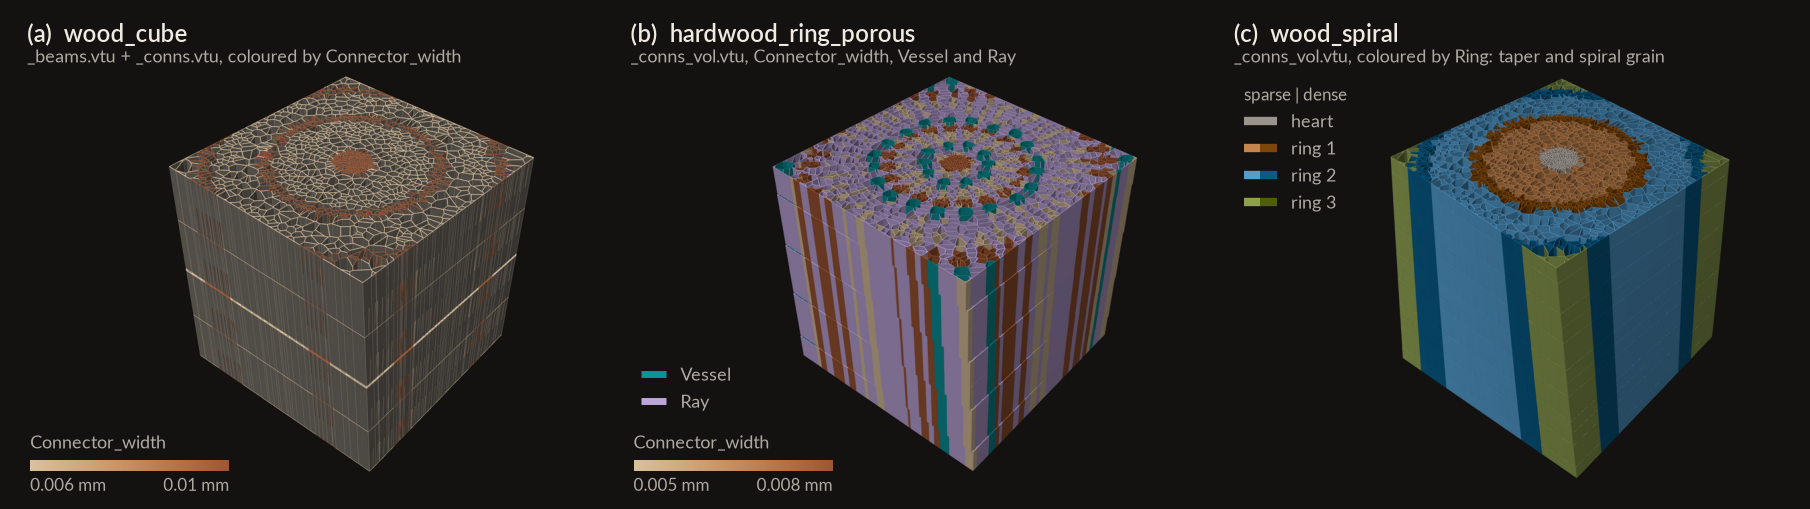 (a) wood_cube
_beams.vtu + _conns.vtu, coloured by Connector_width
Connector_width
0.006 mm 0.01 mm
(b) hardwood_ring_porous
_conns_vol.vtu, Connector_width, Vessel and Ray
Vessel
Ray
Connector_width
0.005 mm 0.008 mm
(c) wood_spiral
_conns_vol.vtu, coloured by Ring: taper and spiral grain
sparse | dense
heart
ring 1
ring 2
ring 3